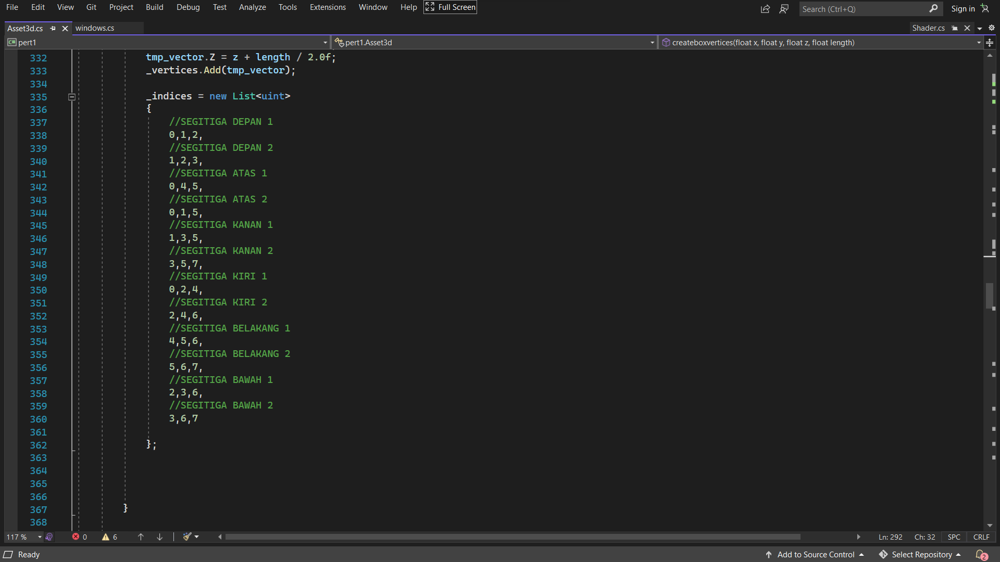 File Edit View Git Project Build Debug Test Analyze Tools Extensions Window Help Full Screen Search (Ctrl+Q) Sign in
Asset3d.cs windows.cs Shader.cs
C# pert1 pert1.Asset3d createboxvertices(float x, float y, float z, float length)
332 tmp_vector.Z = z + length / 2.0f;
333 _vertices.Add(tmp_vector);
334
335 _indices = new List<uint>
336 {
337 //SEGITIGA DEPAN 1
338 0,1,2,
339 //SEGITIGA DEPAN 2
340 1,2,3,
341 //SEGITIGA ATAS 1
342 0,4,5,
343 //SEGITIGA ATAS 2
344 0,1,5,
345 //SEGITIGA KANAN 1
346 1,3,5,
347 //SEGITIGA KANAN 2
348 3,5,7,
349 //SEGITIGA KIRI 1
350 0,2,4,
351 //SEGITIGA KIRI 2
352 2,4,6,
353 //SEGITIGA BELAKANG 1
354 4,5,6,
355 //SEGITIGA BELAKANG 2
356 5,6,7,
357 //SEGITIGA BAWAH 1
358 2,3,6,
359 //SEGITIGA BAWAH 2
360 3,6,7
361
362 };
363
364
365
366
367 }
368
117 % 0 6 Ln: 292 Ch: 32 SPC CRLF
Ready Add to Source Control Select Repository 2